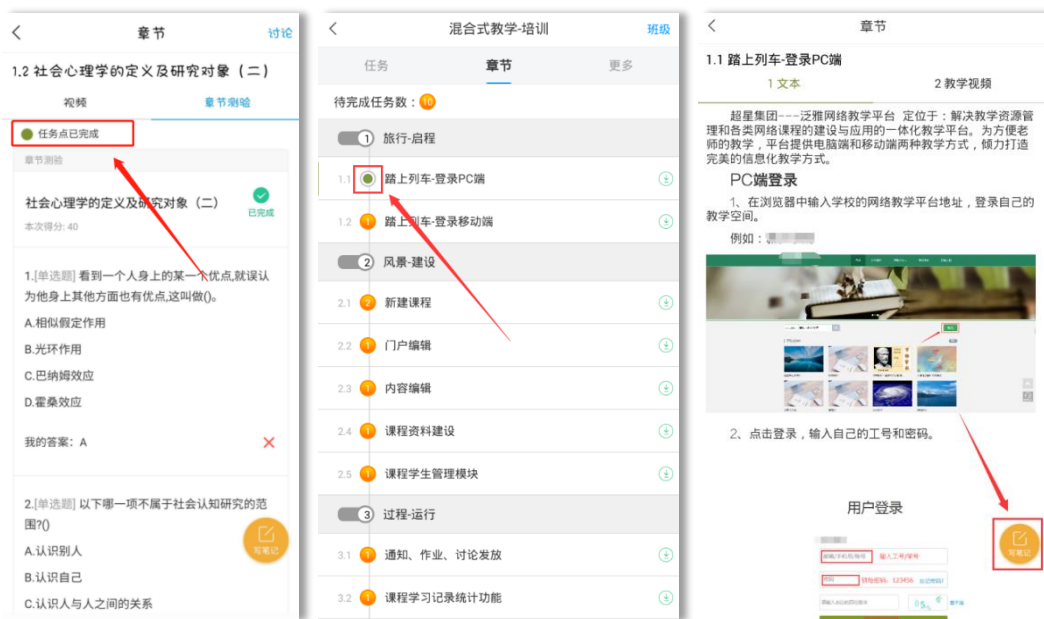 章节
讨论
1.2 社会心理学的定义及研究对象（二）
视频
章节测验
任务点已完成
章节测验
社会心理学的定义及研究对象（二）
已完成
本次得分: 40
1.[单选题] 看到一个人身上的某一个优点,就误认
为他身上其他方面也有优点,这叫做()。
A.相似假定作用
B.光环作用
C.巴纳姆效应
D.霍桑效应
我的答案：A
2.[单选题] 以下哪一项不属于社会认知研究的范
围?()
A.认识别人
B.认识自己
C.认识人与人之间的关系
写笔记
混合式教学-培训
班级
任务
章节
更多
待完成任务数：10
1 旅行-启程
1.1 踏上列车-登录PC端
1.2 1 踏上列车-登录移动端
2 风景-建设
2.1 2 新建课程
2.2 1 门户编辑
2.3 1 内容编辑
2.4 1 课程资料建设
2.5 1 课程学生管理模块
3 过程-运行
3.1 1 通知、作业、讨论发放
3.2 1 课程学习记录统计功能
章节
1.1 踏上列车-登录PC端
1 文本
2 教学视频
超星集团---泛雅网络教学平台 定位于：解决教学资源管
理和各类网络课程的建设与应用的一体化教学平台。为方便老
师的教学，平台提供电脑端和移动端两种教学方式，倾力打造
完美的信息化教学方式。
PC端登录
1、在浏览器中输入学校的网络教学平台地址，登录自己的
教学空间。
例如：
2、点击登录，输入自己的工号和密码。
用户登录
输入工号/学号
初始密码：123456
忘记密码?
写笔记